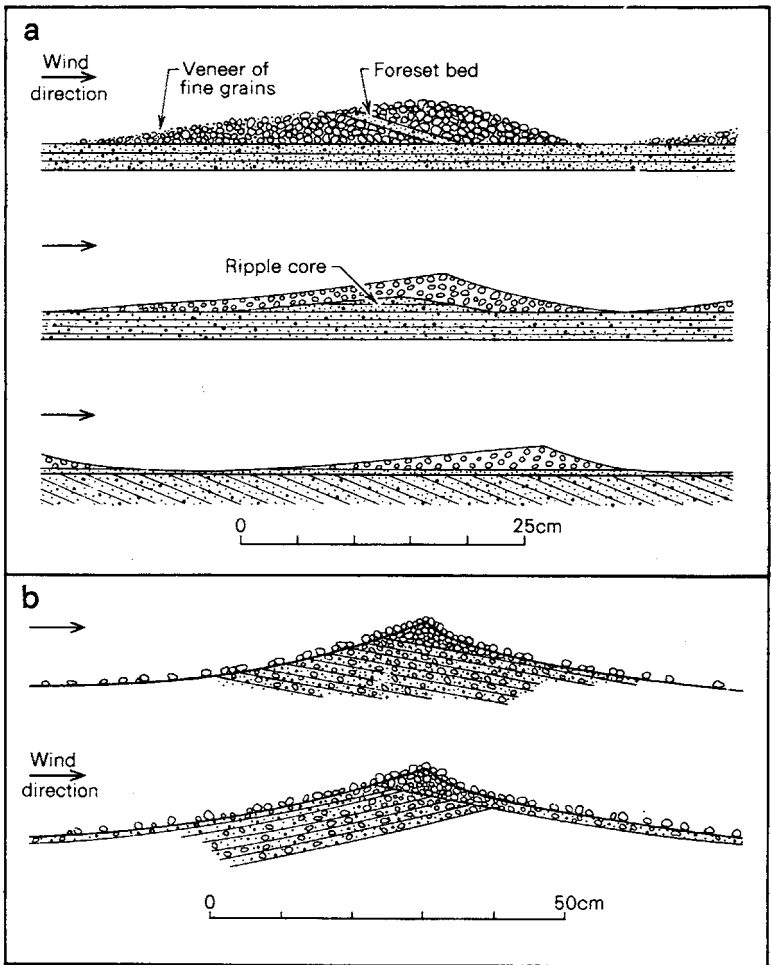 a
Wind
direction
Veneer of
fine grains
Foreset bed
Ripple core
0
25cm
b
Wind
direction
0
50cm